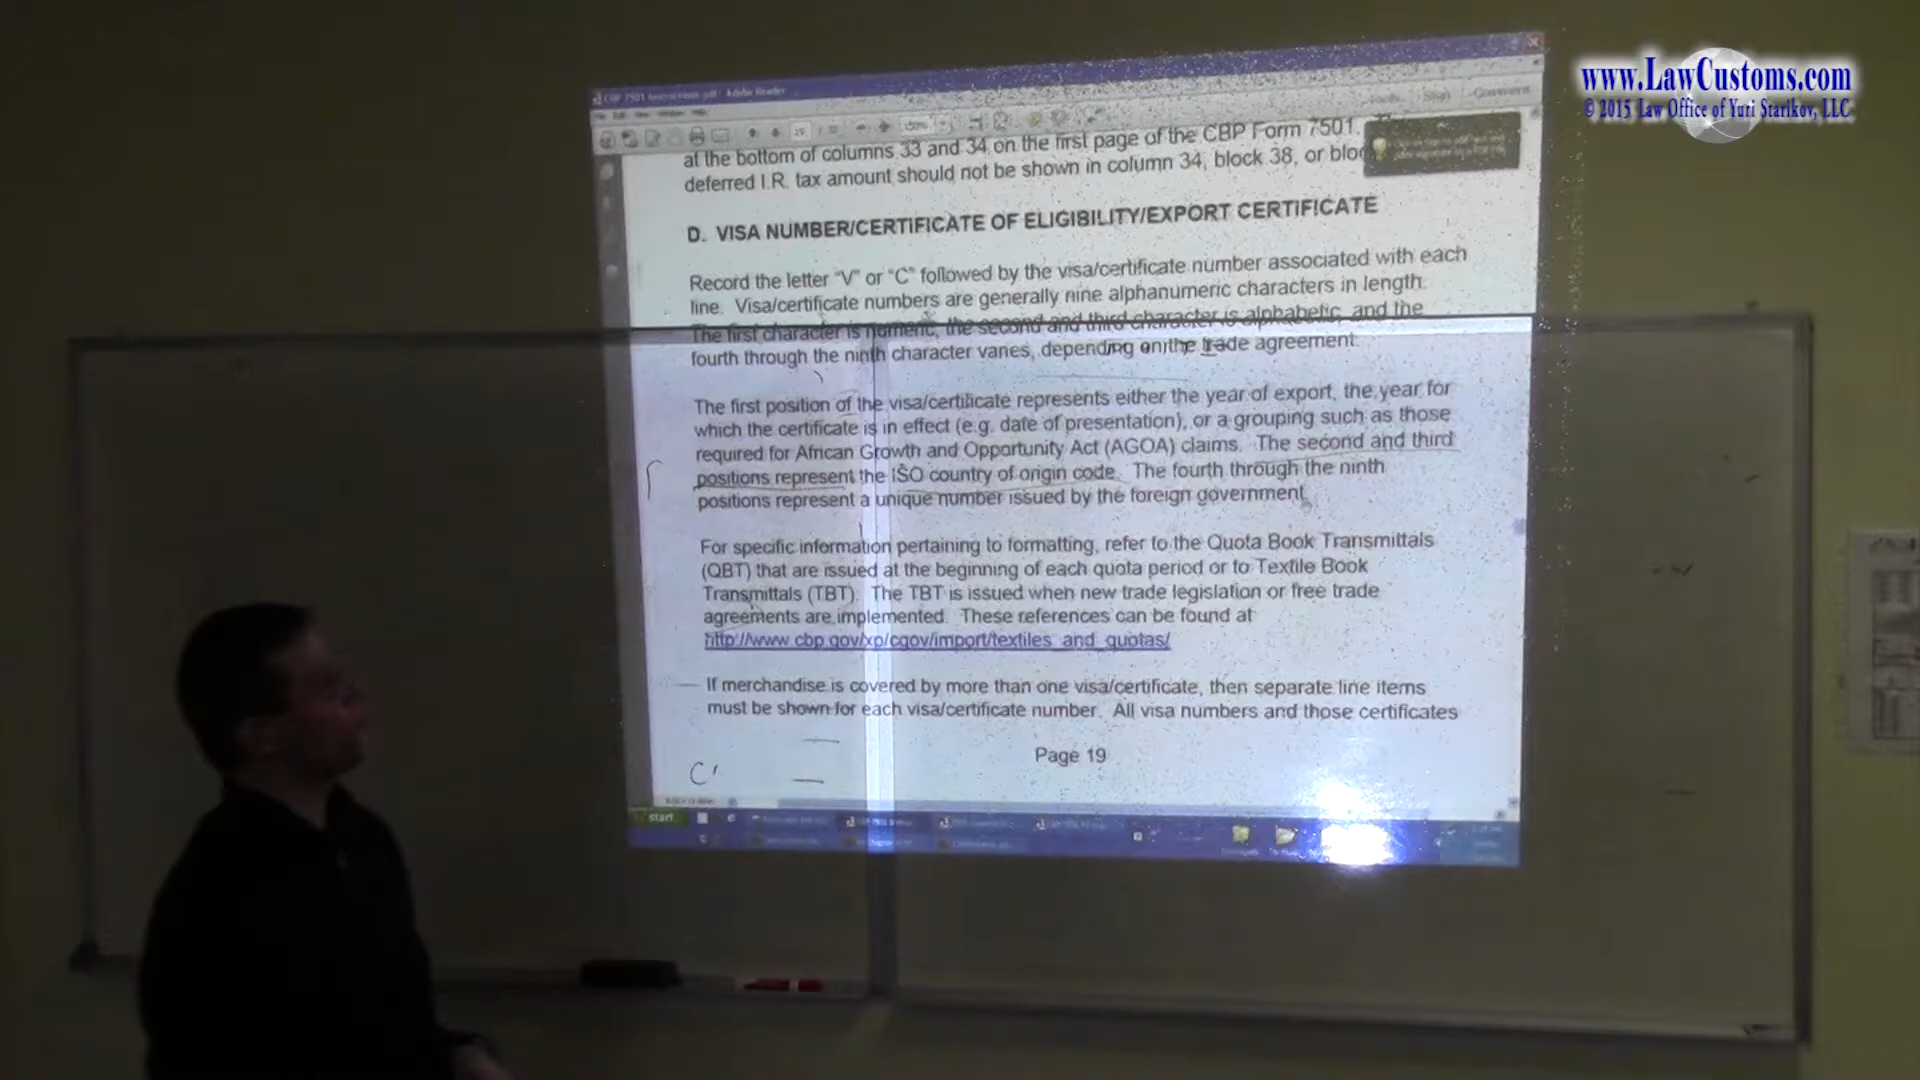 www.LawCustoms.com
© 2015 Law Office of Yuri Starikov, LLC
CBP 7501 Instructions.pdf - Adobe Reader
Sign
Comment
19
150%
at the bottom of columns 33 and 34 on the first page of the CBP Form 7501.
deferred I.R. tax amount should not be shown in column 34, block 38, or
D. VISA NUMBER/CERTIFICATE OF ELIGIBILITY/EXPORT CERTIFICATE
Record the letter "V" or "C" followed by the visa/certificate number associated with each
line. Visa/certificate numbers are generally nine alphanumeric characters in length.
The first character is numeric, the second and third character is alphabetic, and the
fourth through the ninth character varies, depending on the trade agreement.
The first position of the visa/certificate represents either the year of export, the year for
which the certificate is in effect (e.g. date of presentation), or a grouping such as those
required for African Growth and Opportunity Act (AGOA) claims. The second and third
positions represent the ISO country of origin code. The fourth through the ninth
positions represent a unique number issued by the foreign government.
For specific information pertaining to formatting, refer to the Quota Book Transmittals
(QBT) that are issued at the beginning of each quota period or to Textile Book
Transmittals (TBT). The TBT is issued when new trade legislation or free trade
agreements are implemented. These references can be found at
http://www.cbp.gov/xp/cgov/import/textiles_and_quotas/
If merchandise is covered by more than one visa/certificate, then separate line items
must be shown for each visa/certificate number. All visa numbers and those certificates
Page 19
start